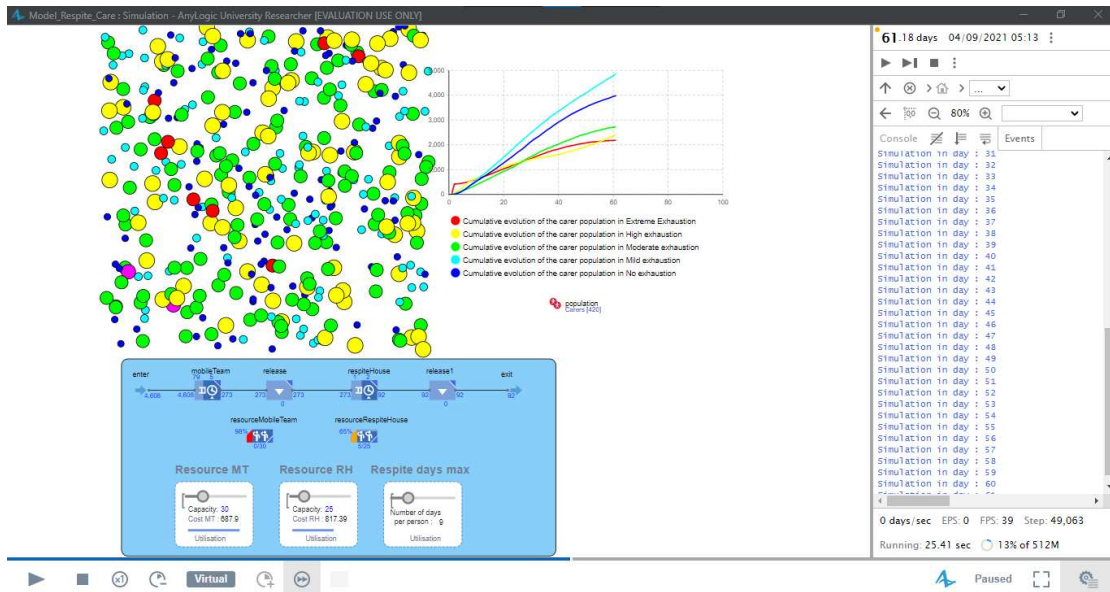 Model_Respite_Care : Simulation - AnyLogic University Researcher [EVALUATION USE ONLY]
61.18 days 04/09/2021 05:13
...
80%
Console Events
Simulation in day : 31
Simulation in day : 32
Simulation in day : 33
Simulation in day : 34
Simulation in day : 35
Simulation in day : 36
Simulation in day : 37
Simulation in day : 38
Simulation in day : 39
Simulation in day : 40
Simulation in day : 41
Simulation in day : 42
Simulation in day : 43
Simulation in day : 44
Simulation in day : 45
Simulation in day : 46
Simulation in day : 47
Simulation in day : 48
Simulation in day : 49
Simulation in day : 50
Simulation in day : 51
Simulation in day : 52
Simulation in day : 53
Simulation in day : 54
Simulation in day : 55
Simulation in day : 56
Simulation in day : 57
Simulation in day : 58
Simulation in day : 59
Simulation in day : 60
4,000
3,000
2,000
0
0 20 40 60 80 100
Cumulative evolution of the carer population in Extreme Exhaustion
Cumulative evolution of the carer population in High exhaustion
Cumulative evolution of the carer population in Moderate exhaustion
Cumulative evolution of the carer population in Mild exhaustion
Cumulative evolution of the carer population in No exhaustion
population
Carers [420]
enter mobileTeam release respiteHouse release1 exit
4,608 4,608 273 273 273 273 92 92 92 92
0 0
resourceMobileTeam resourceRespiteHouse
98%
0/30
Resource MT Resource RH Respite days max
Capacity: 30 Capacity: 25 Number of days
Cost MT : 687.9 Cost RH : 817.39 per person : 9
Utilisation Utilisation Utilisation
0 days/sec EPS: 0 FPS: 39 Step: 49,063
Running: 25.41 sec 13% of 512M
x1 Virtual Paused